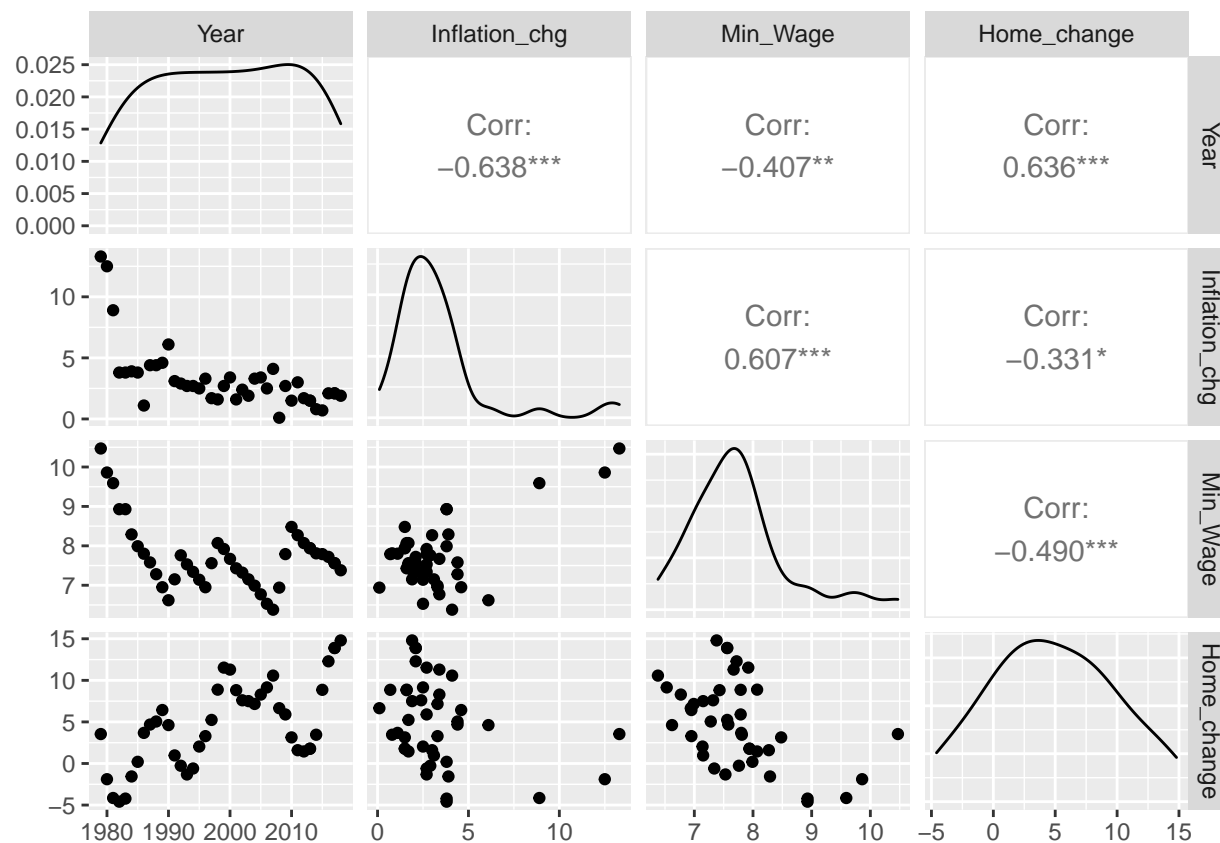 Year Inflation_chg Min_Wage Home_change
0.025
0.020
0.015
0.010
0.005
0.000
Corr:
−0.638***
Corr:
−0.407**
Corr:
0.636***
Year
10
5
0
Corr:
0.607***
Corr:
−0.331*
Inflation_chg
10
9
8
7
Corr:
−0.490***
Min_Wage
15
10
5
0
−5
Home_change
1980 1990 2000 2010 0 5 10 7 8 9 10 −5 0 5 10 15